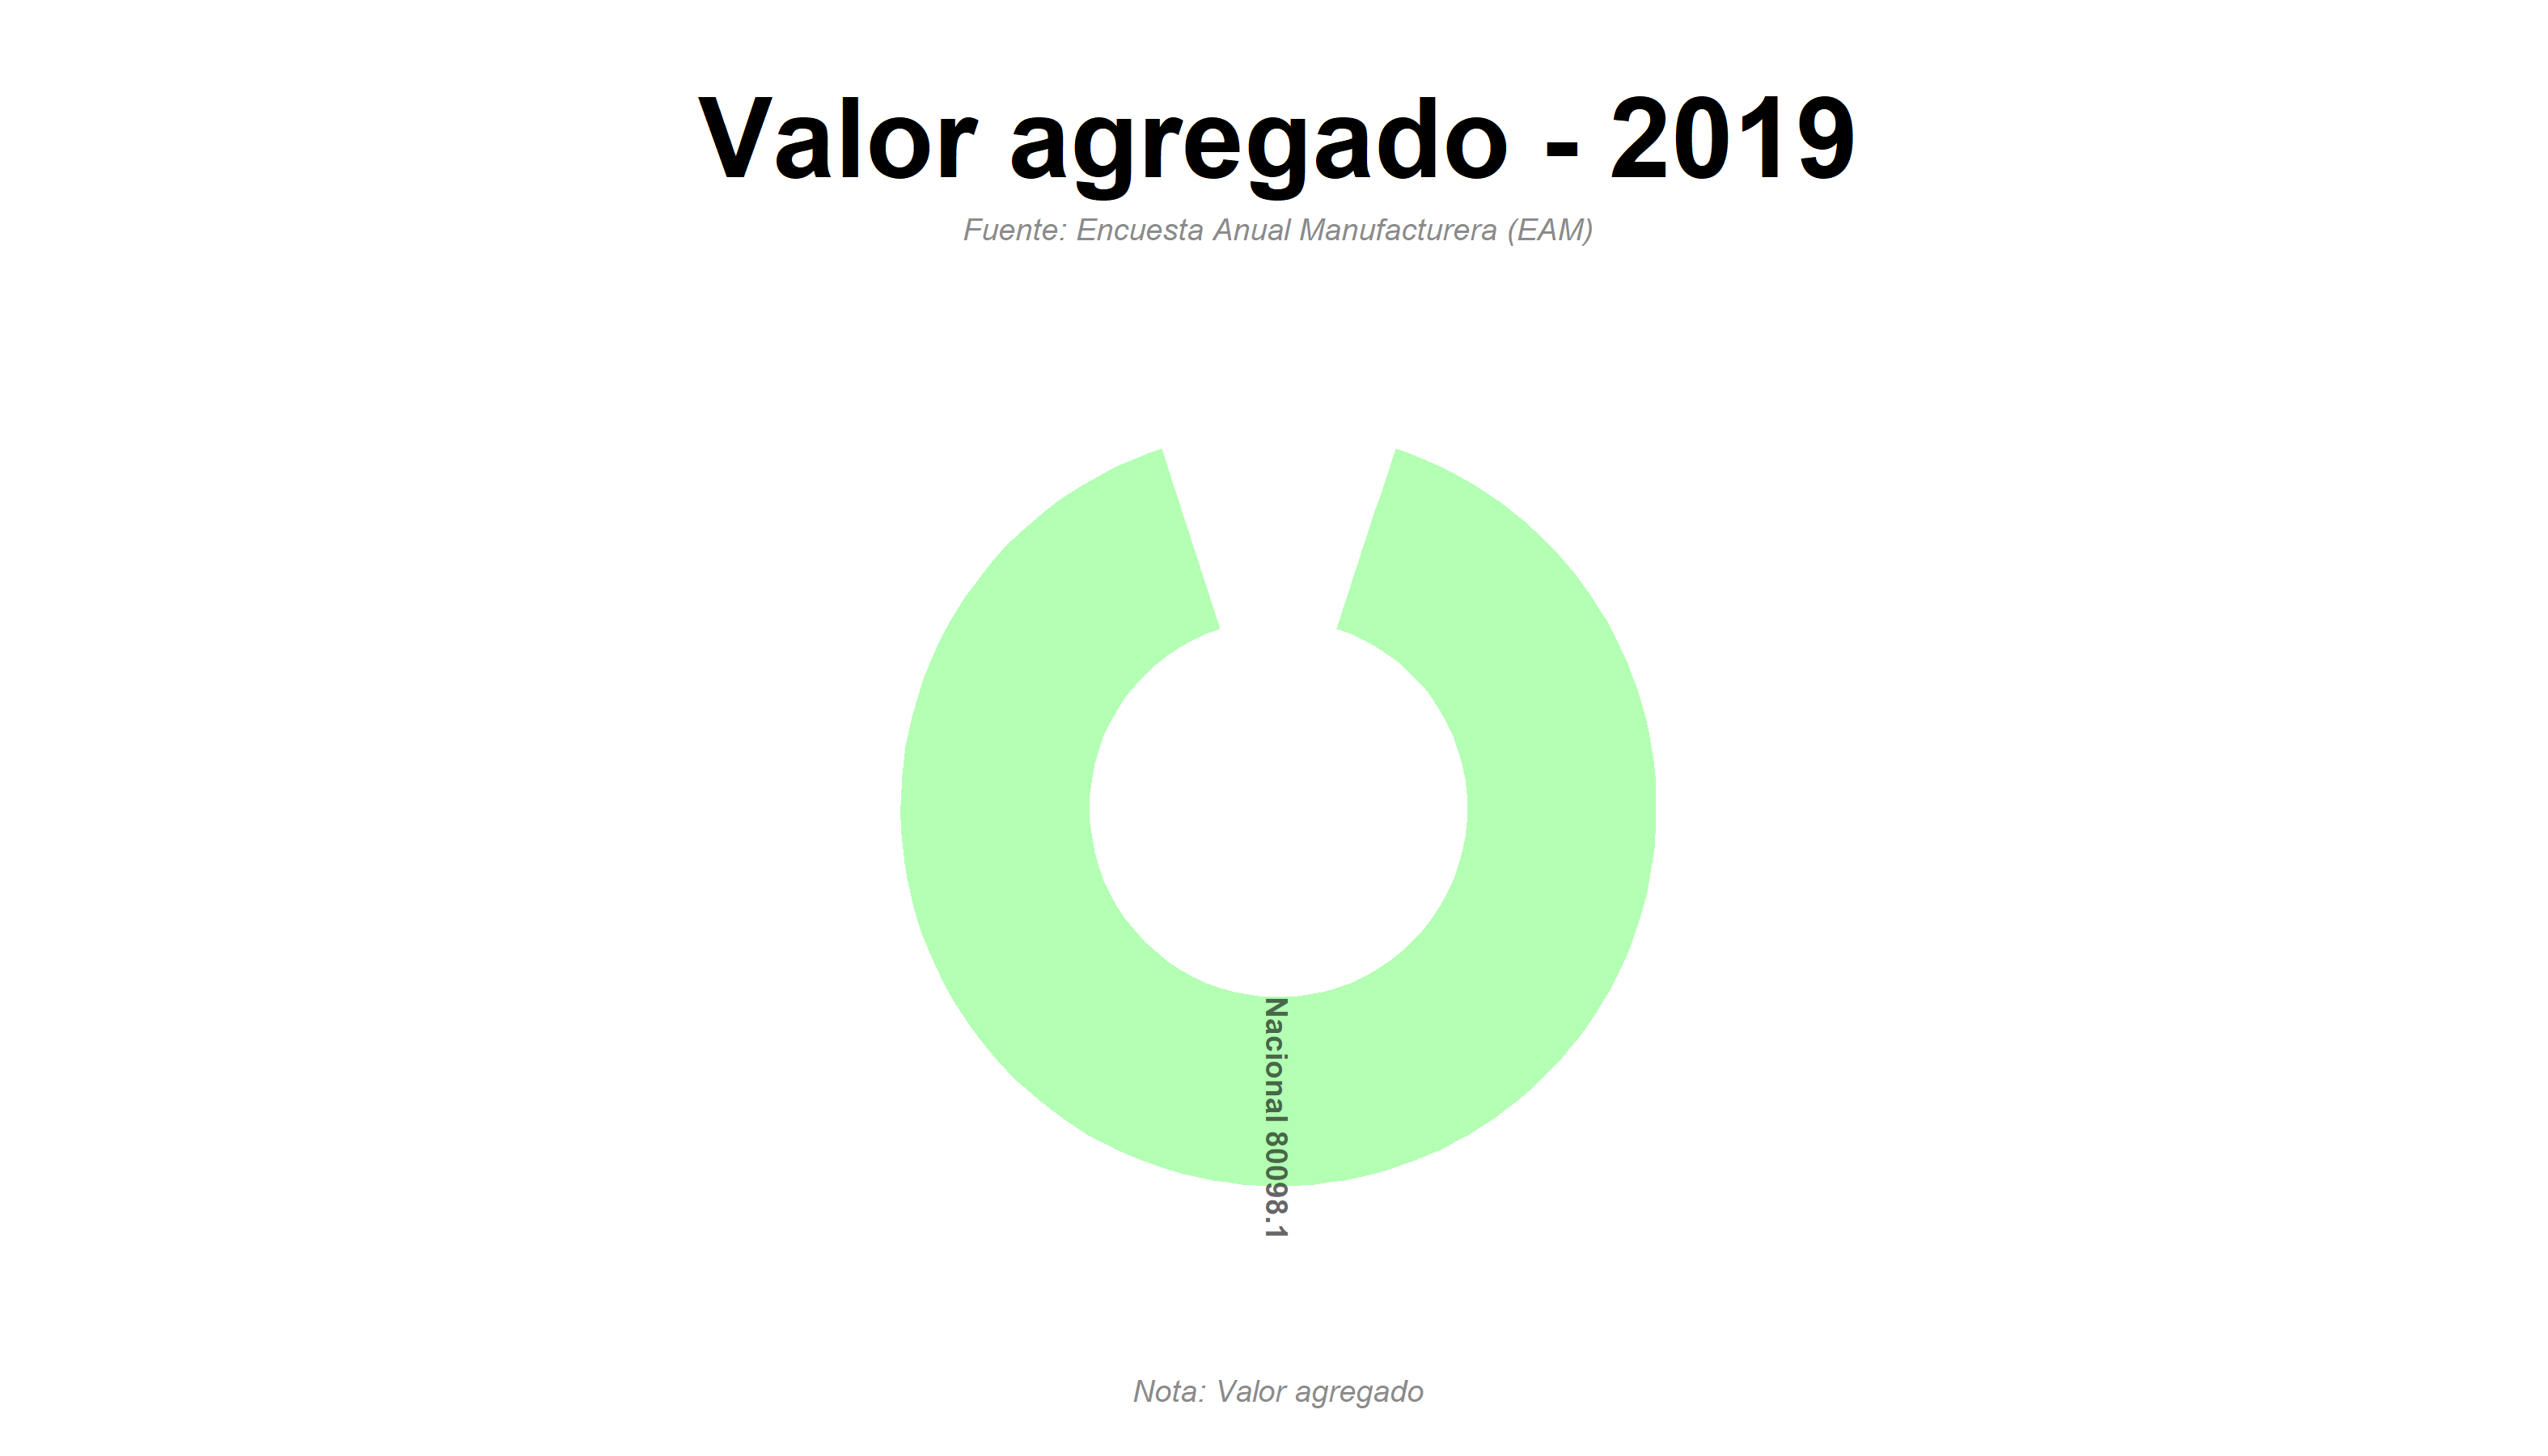 Valor agregado - 2019
Fuente: Encuesta Anual Manufacturera (EAM)
Nacional 80098.1
Nota: Valor agregado